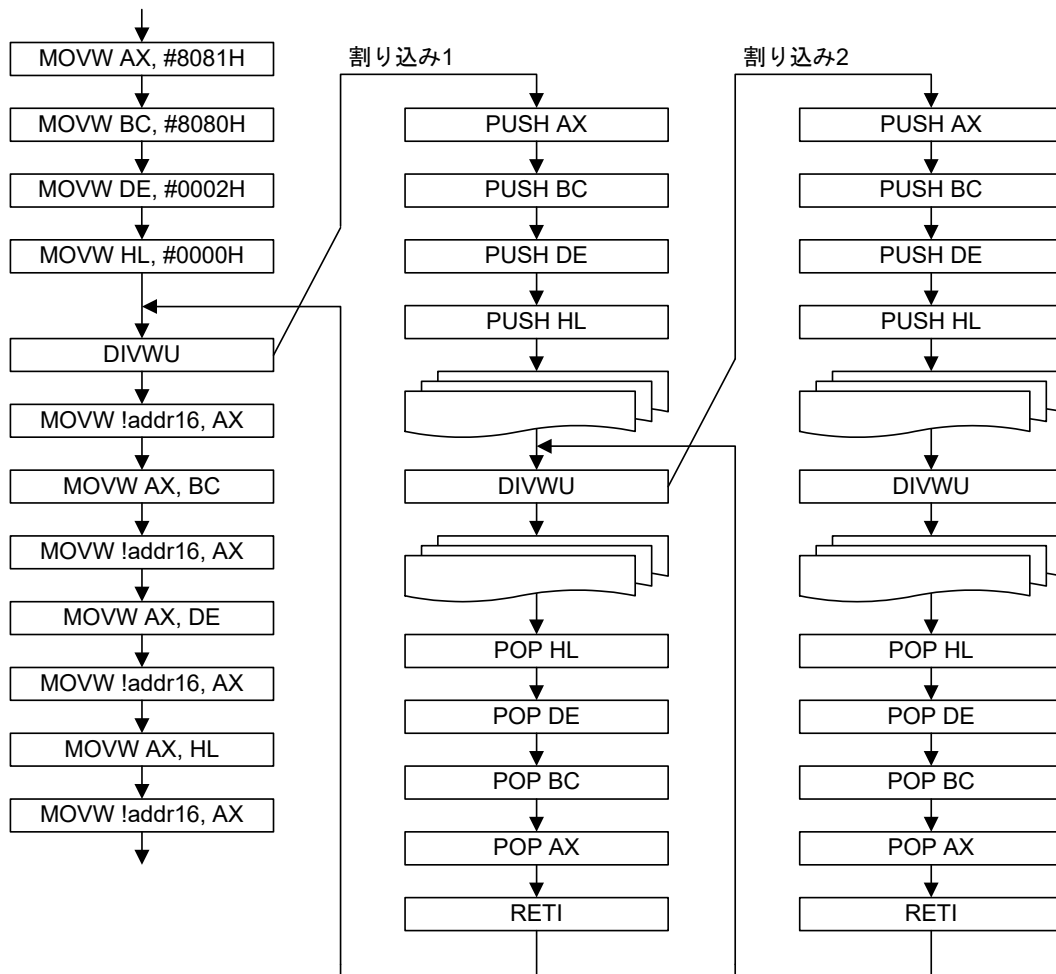 MOVW AX, #8081H
MOVW BC, #8080H
MOVW DE, #0002H
MOVW HL, #0000H
DIVWU
MOVW !addr16, AX
MOVW AX, BC
MOVW !addr16, AX
MOVW AX, DE
MOVW !addr16, AX
MOVW AX, HL
MOVW !addr16, AX
割り込み1
PUSH AX
PUSH BC
PUSH DE
PUSH HL
DIVWU
POP HL
POP DE
POP BC
POP AX
RETI
割り込み2
PUSH AX
PUSH BC
PUSH DE
PUSH HL
DIVWU
POP HL
POP DE
POP BC
POP AX
RETI